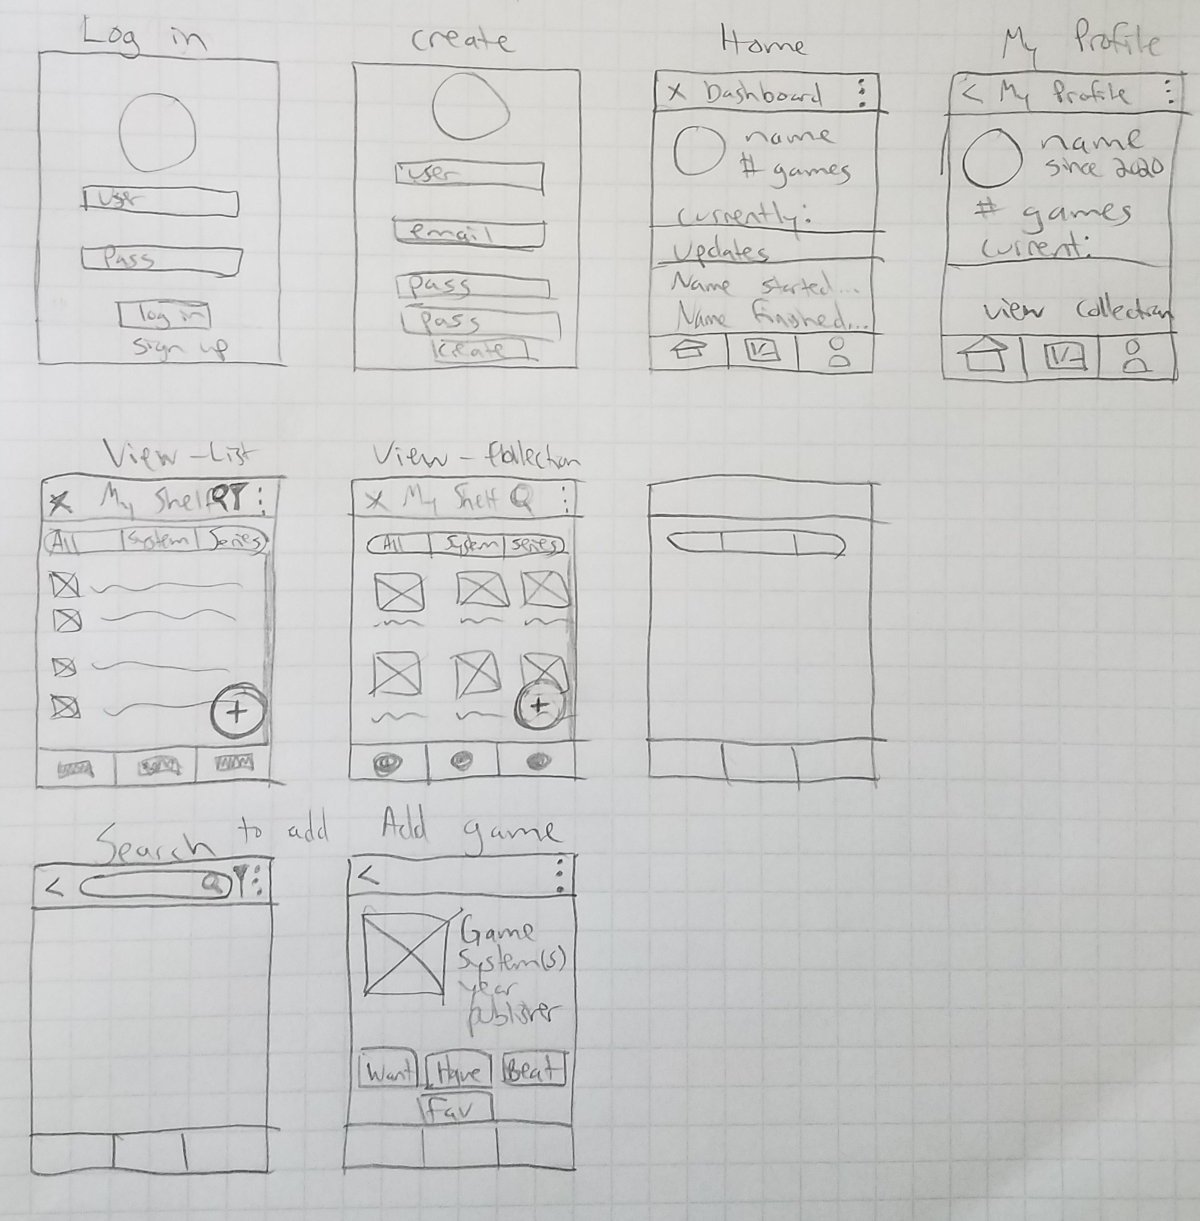 Log in
User
Pass
log in
Sign up
Create
user
email
pass
pass
create
Home
X Dashboard
name
# games
Currently:
Updates
Name started...
Name finished...
My Profile
< My Profile
name
since 2020
# games
Current:
View Collection
View - List
X My Shelf
All System Series
+
View - Collection
X My Shelf
All System Series
+
Search to add
<
Add game
<
Game
System(s)
year
publisher
Want Have Beat
Fav